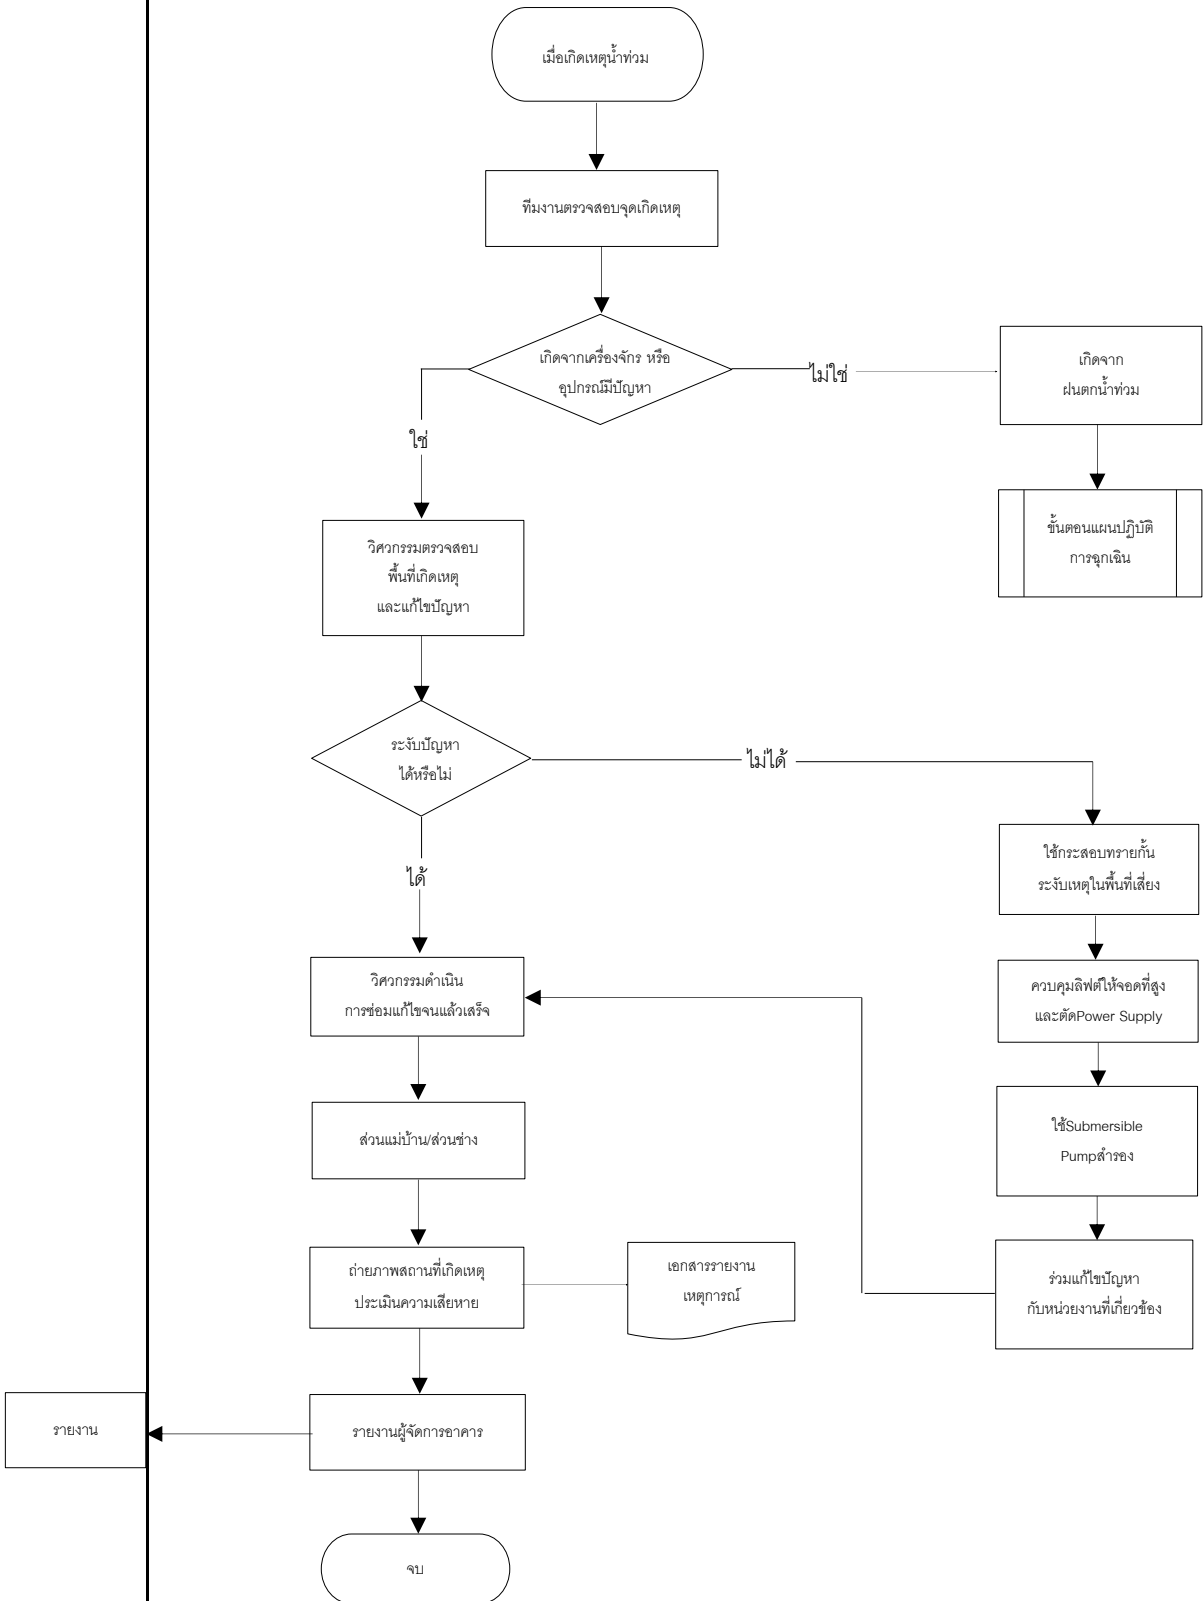 เมื่อเกิดเหตุน้ำท่วม
ทีมงานตรวจสอบจุดเกิดเหตุ
เกิดจากเครื่องจักร หรือ
อุปกรณ์มีปัญหา
ไม่ใช่
เกิดจาก
ฝนตกน้ำท่วม
ขั้นตอนแผนปฏิบัติ
การฉุกเฉิน
ใช่
วิศวกรรมตรวจสอบ
พื้นที่เกิดเหตุ
และแก้ไขปัญหา
ระงับปัญหา
ได้หรือไม่
ไม่ได้
ใช้กระสอบทรายกั้น
ระงับเหตุในพื้นที่เสี่ยง
ควบคุมลิฟต์ให้จอดที่สูง
และตัดPower Supply
ใช้Submersible
Pumpสำรอง
ร่วมแก้ไขปัญหา
กับหน่วยงานที่เกี่ยวข้อง
ได้
วิศวกรรมดำเนิน
การซ่อมแก้ไขจนแล้วเสร็จ
ส่วนแม่บ้าน/ส่วนช่าง
ถ่ายภาพสถานที่เกิดเหตุ
ประเมินความเสียหาย
เอกสารรายงาน
เหตุการณ์
รายงานผู้จัดการอาคาร
รายงาน
จบ